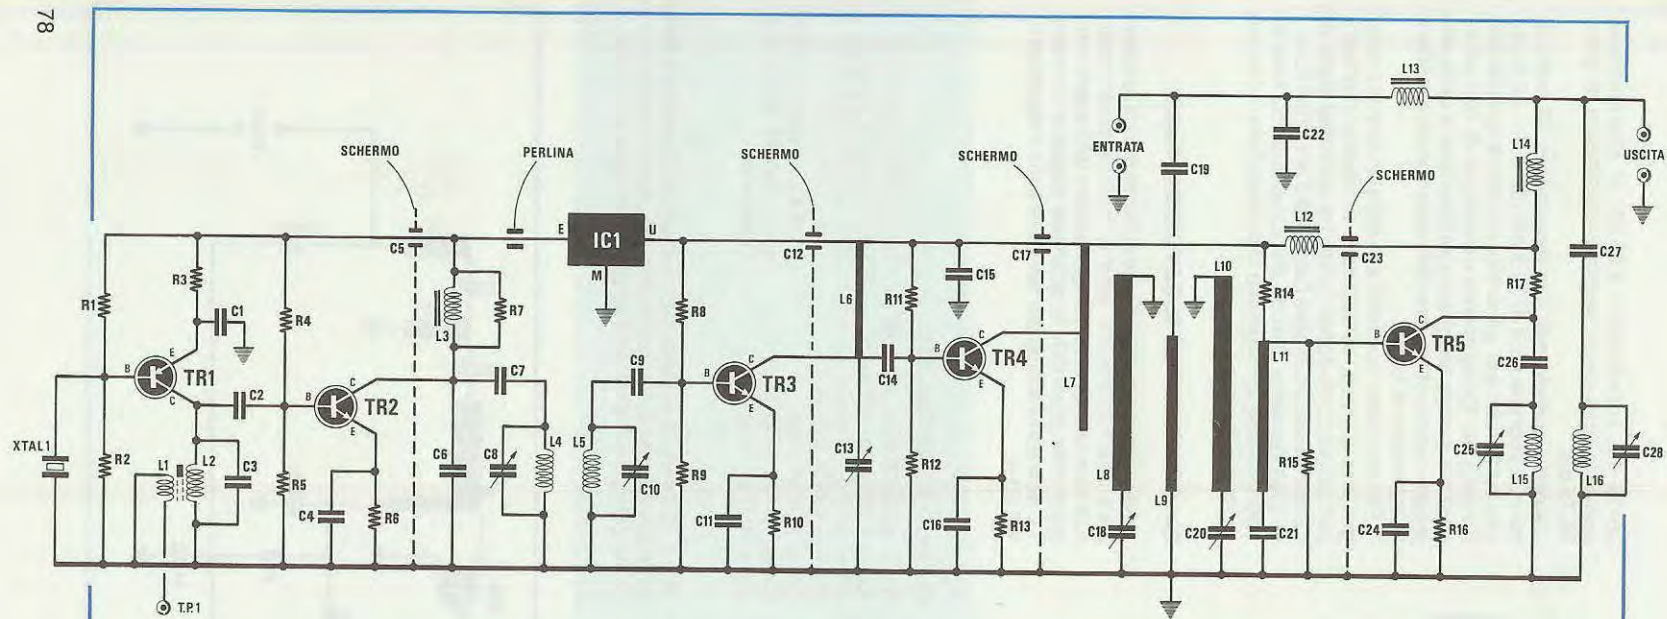 78
L13
C22
ENTRATA
C19
L14
USCITA
SCHERMO
PERLINA
SCHERMO
SCHERMO
SCHERMO
E
IC1
U
M
C5
C12
C17
L12
C23
C27
R1
R3
C1
R4
L3
R7
R8
L6
R11
C15
L10
R14
R17
E
B
TR1
C
C2
B
C
TR2
E
C7
C9
B
C
TR3
E
C14
B
C
TR4
E
L7
L11
B
C
TR5
E
C26
XTAL1
R2
L1
L2
C3
R5
C4
R6
C6
C8
L4
L5
C10
R9
C11
R10
C13
R12
C16
R13
L8
C18
L9
C20
C21
R15
C24
R16
C25
L15
L16
C28
T.P.1